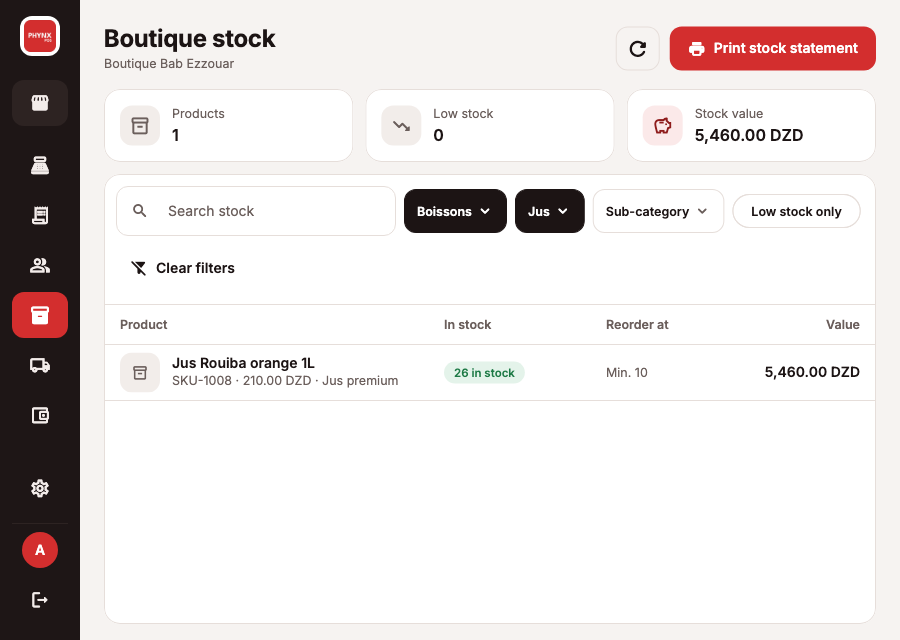 PHYNX
POS
Boutique stock
Boutique Bab Ezzouar
Print stock statement
Products
1
Low stock
0
Stock value
5,460.00 DZD
Search stock
Boissons
Jus
Sub-category
Low stock only
Clear filters
Product
In stock
Reorder at
Value
Jus Rouiba orange 1L
SKU-1008 · 210.00 DZD · Jus premium
26 in stock
Min. 10
5,460.00 DZD
A